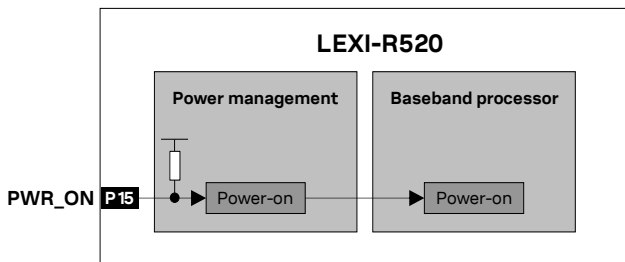 LEXI-R520
Power management
Baseband processor
PWR_ON P15
Power-on
Power-on